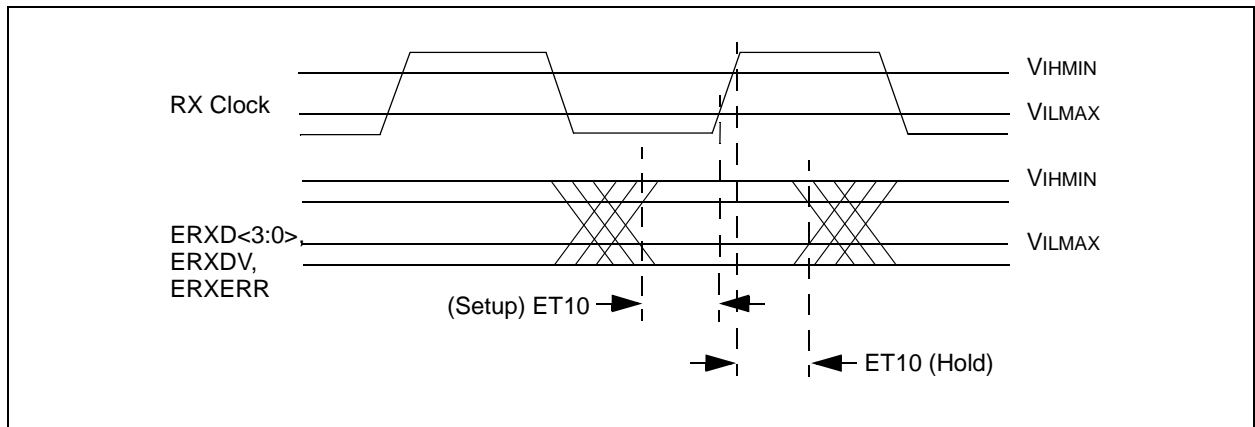 VIHMIN
RX Clock
VILMAX
VIHMIN
ERXD<3:0>,
ERXDV,
ERXERR
VILMAX
(Setup) ET10
ET10 (Hold)